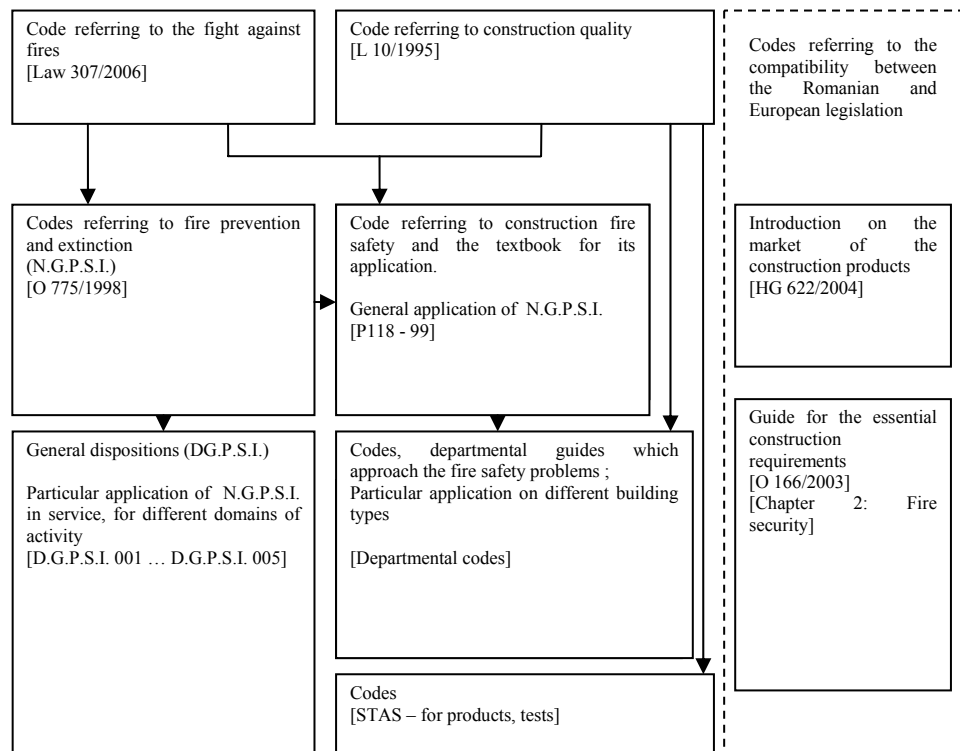 Code referring to the fight against
fires
[Law 307/2006]
Code referring to construction quality
[L 10/1995]
Codes referring to the
compatibility between
the Romanian and
European legislation
Codes referring to fire prevention
and extinction
(N.G.P.S.I.)
[O 775/1998]
Code referring to construction fire
safety and the textbook for its
application.
General application of N.G.P.S.I.
[P118 - 99]
Introduction on the
market of the
construction products
[HG 622/2004]
General dispositions (DG.P.S.I.)
Particular application of N.G.P.S.I.
in service, for different domains of
activity
[D.G.P.S.I. 001 … D.G.P.S.I. 005]
Codes, departmental guides which
approach the fire safety problems ;
Particular application on different building
types
[Departmental codes]
Guide for the essential
construction
requirements
[O 166/2003]
[Chapter 2: Fire
security]
Codes
[STAS – for products, tests]